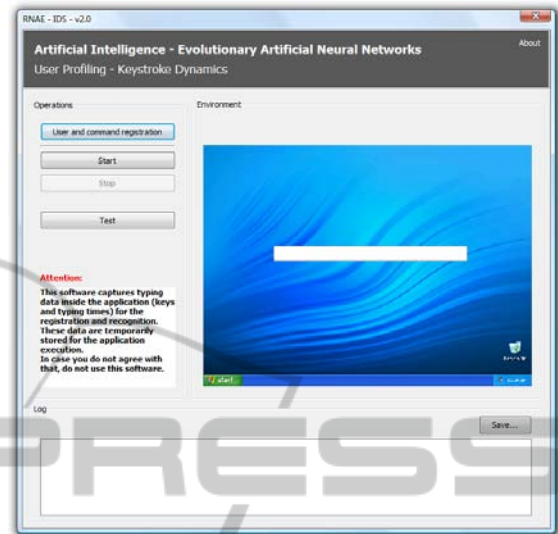 RNAE - IDS - v2.0
Artificial Intelligence - Evolutionary Artificial Neural Networks
About
User Profiling - Keystroke Dynamics
Operations
Environment
User and command registration
Start
Stop
Test
Attention:
This software captures typing
data inside the application (keys
and typing times) for the
registration and recognition.
These data are temporarily
stored for the application
execution.
In case you do not agree with
that, do not use this software.
start
Log
Save...
PRESS